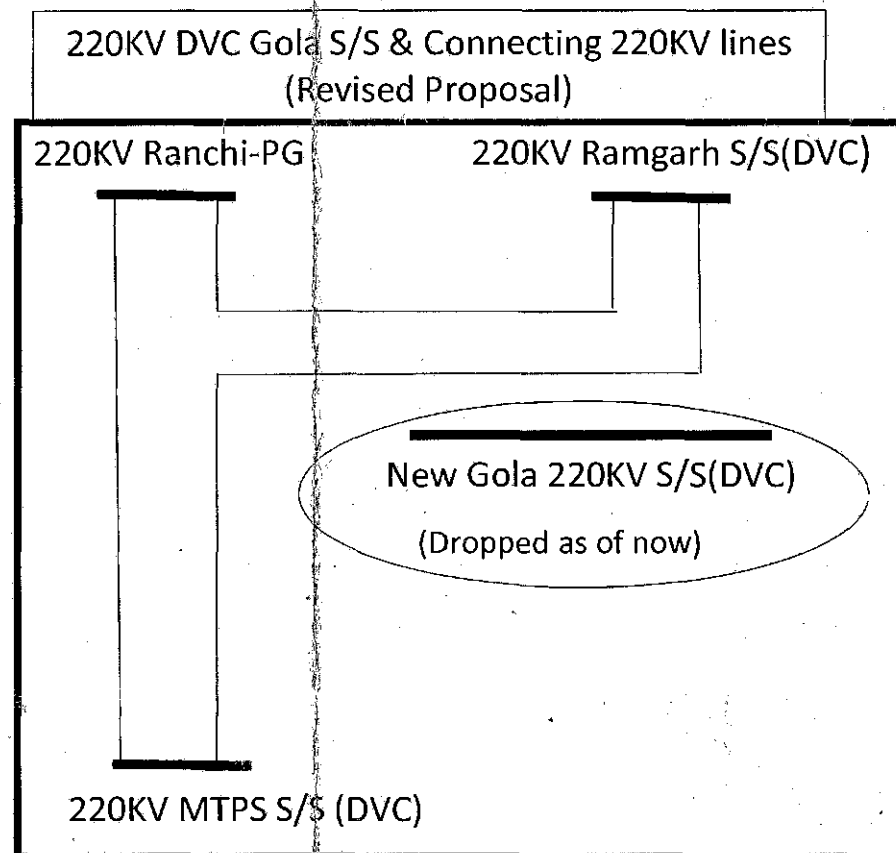 220KV DVC Gola S/S & Connecting 220KV lines
(Revised Proposal)
220KV Ranchi-PG
220KV Ramgarh S/S(DVC)
New Gola 220KV S/S(DVC)
(Dropped as of now)
220KV MTPS S/S (DVC)